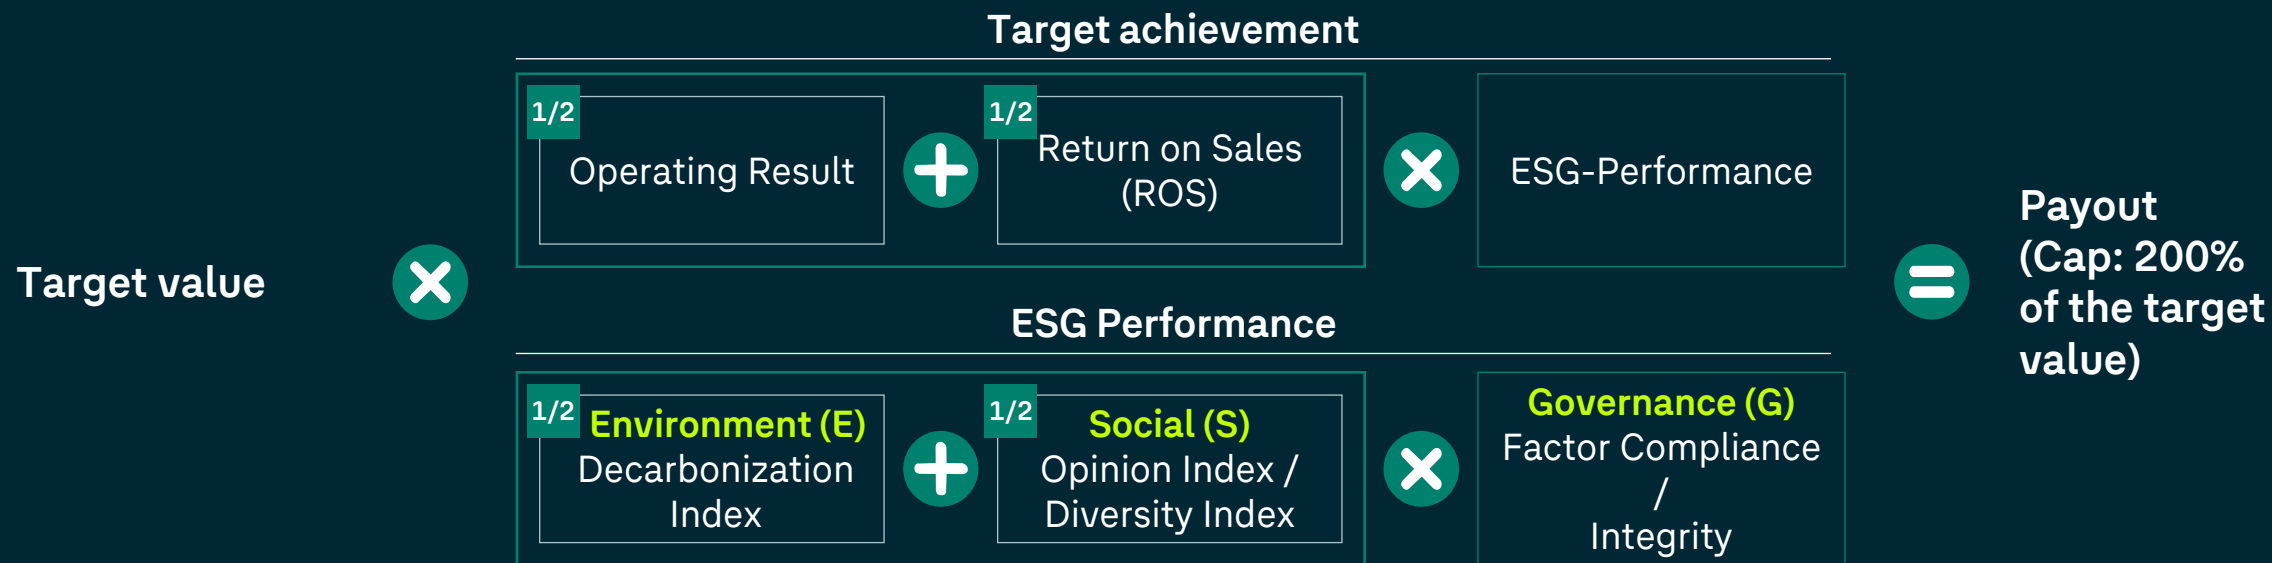 Target achievement
1/2
Operating Result
1/2
Return on Sales
(ROS)
ESG-Performance
Target value
Payout
(Cap: 200%
of the target
value)
ESG Performance
1/2
Environment (E)
Decarbonization
Index
1/2
Social (S)
Opinion Index /
Diversity Index
Governance (G)
Factor Compliance
/
Integrity